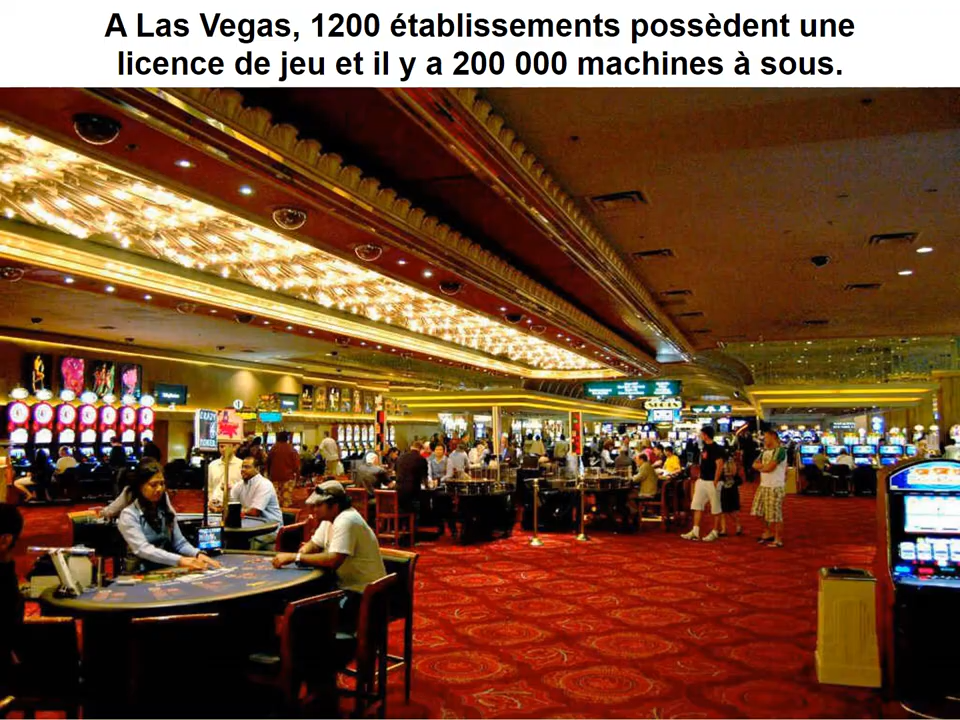 A Las Vegas, 1200 établissements possèdent une
licence de jeu et il y a 200 000 machines à sous.